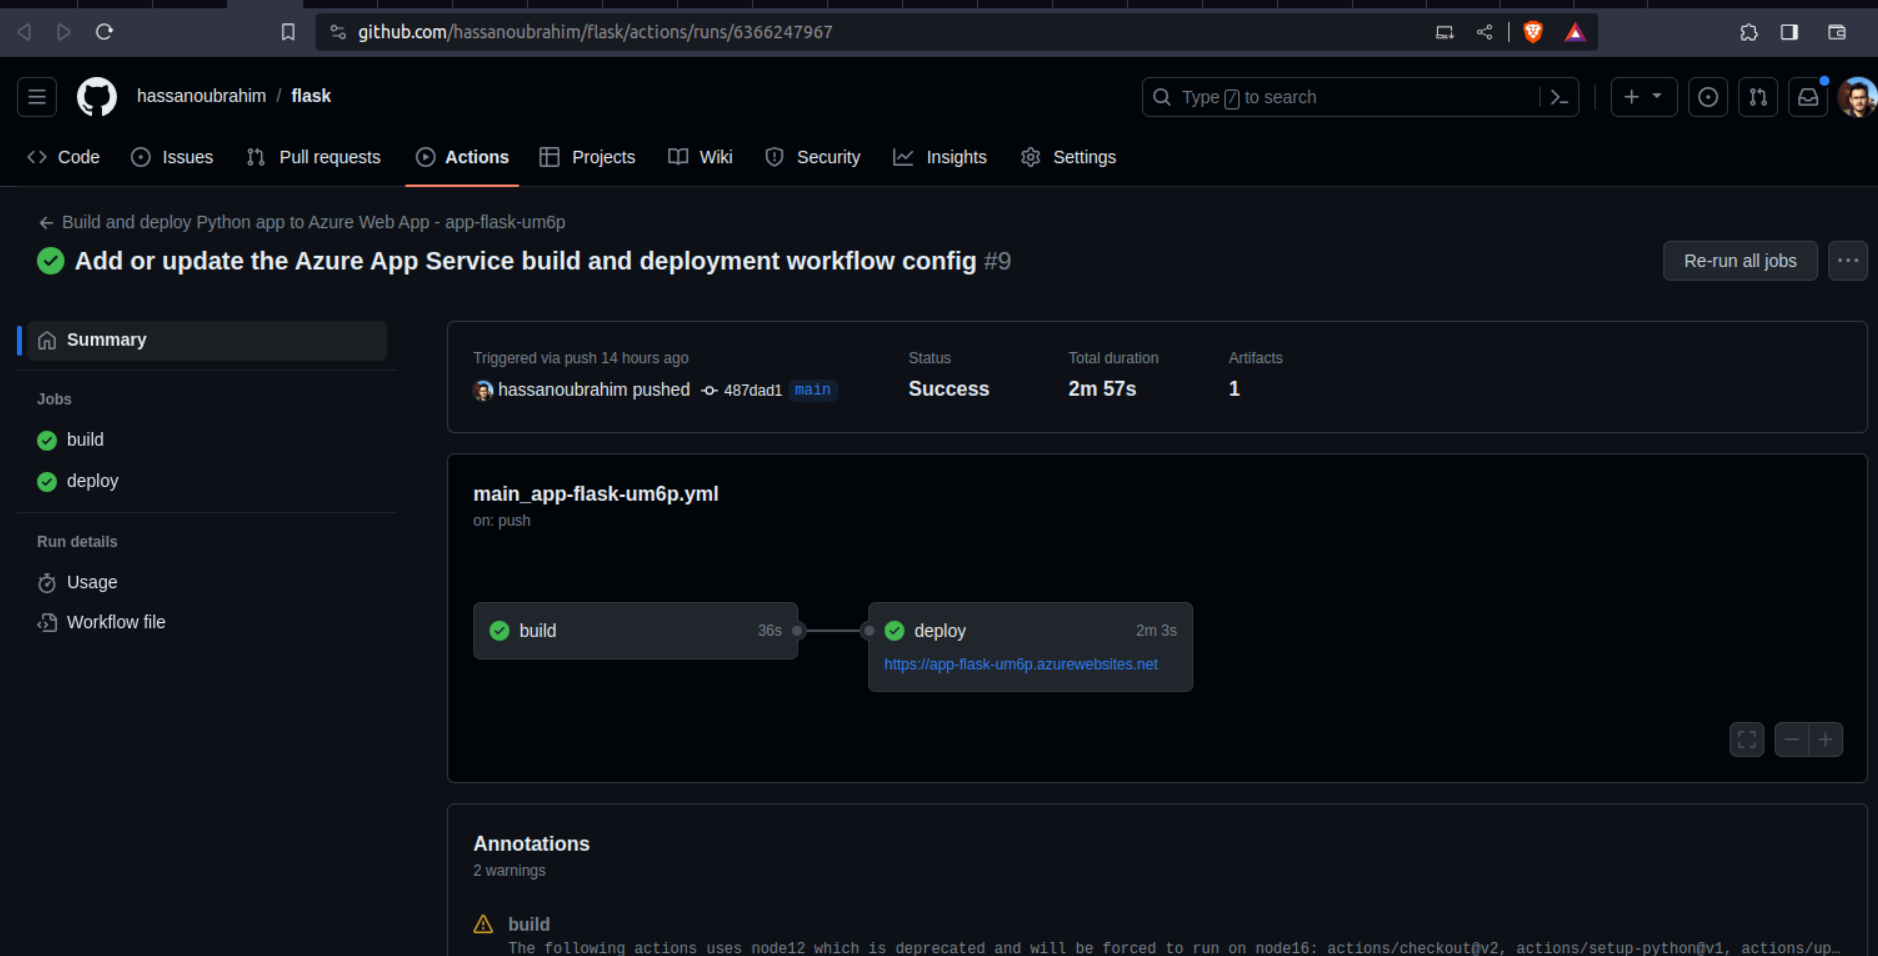 github.com/hassanoubrahim/flask/actions/runs/6366247967
hassanoubrahim / flask
Type / to search
Code Issues Pull requests Actions Projects Wiki Security Insights Settings
Build and deploy Python app to Azure Web App - app-flask-um6p
Add or update the Azure App Service build and deployment workflow config #9
Re-run all jobs
Summary
Jobs
build
deploy
Run details
Usage
Workflow file
Triggered via push 14 hours ago
hassanoubrahim pushed 487dad1 main
Status
Success
Total duration
2m 57s
Artifacts
1
main_app-flask-um6p.yml
on: push
build 36s
deploy 2m 3s
https://app-flask-um6p.azurewebsites.net
Annotations
2 warnings
build
The following actions uses node12 which is deprecated and will be forced to run on node16: actions/checkout@v2, actions/setup-python@v1, actions/up…